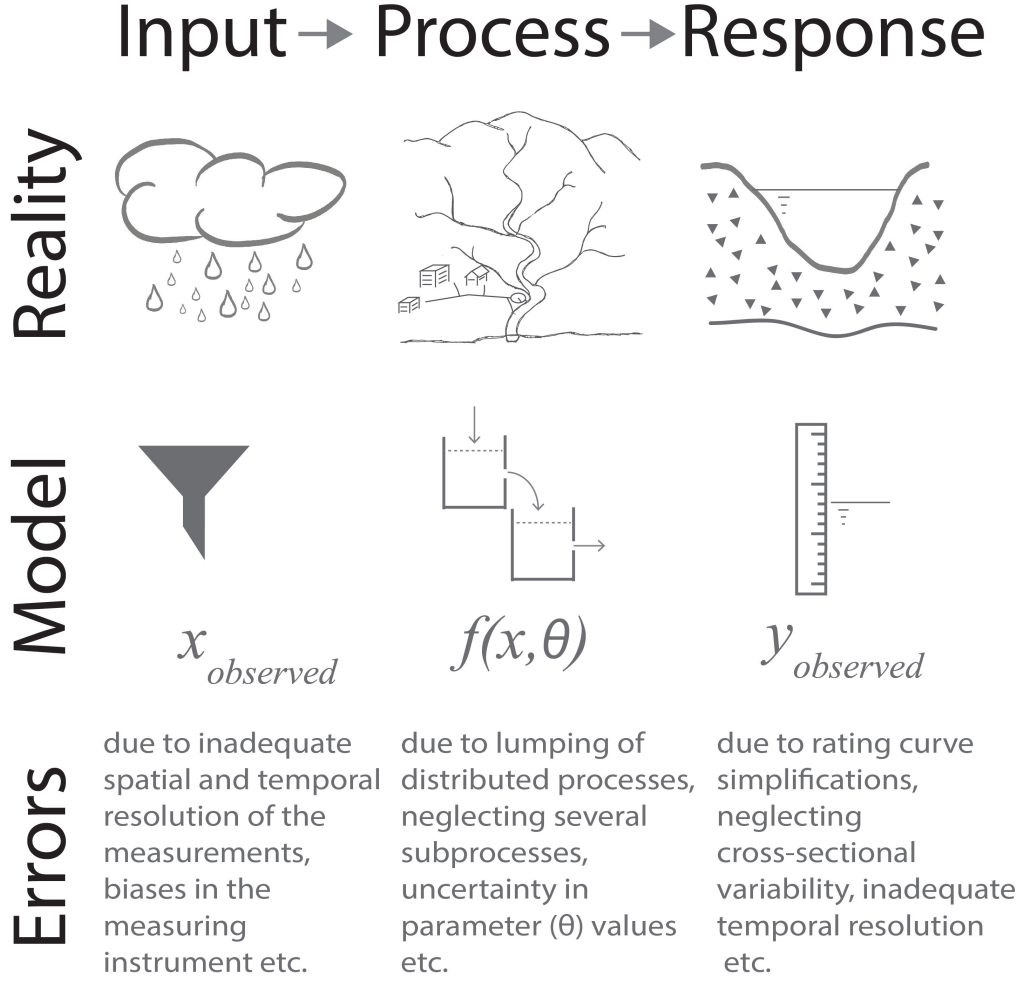 Input → Process → Response
Reality
Model
x observed
f(x,θ)
y observed
Errors
due to inadequate
spatial and temporal
resolution of the
measurements,
biases in the
measuring
instrument etc.
due to lumping of
distributed processes,
neglecting several
subprocesses,
uncertainty in
parameter (θ) values
etc.
due to rating curve
simplifications,
neglecting
cross-sectional
variability, inadequate
temporal resolution
etc.